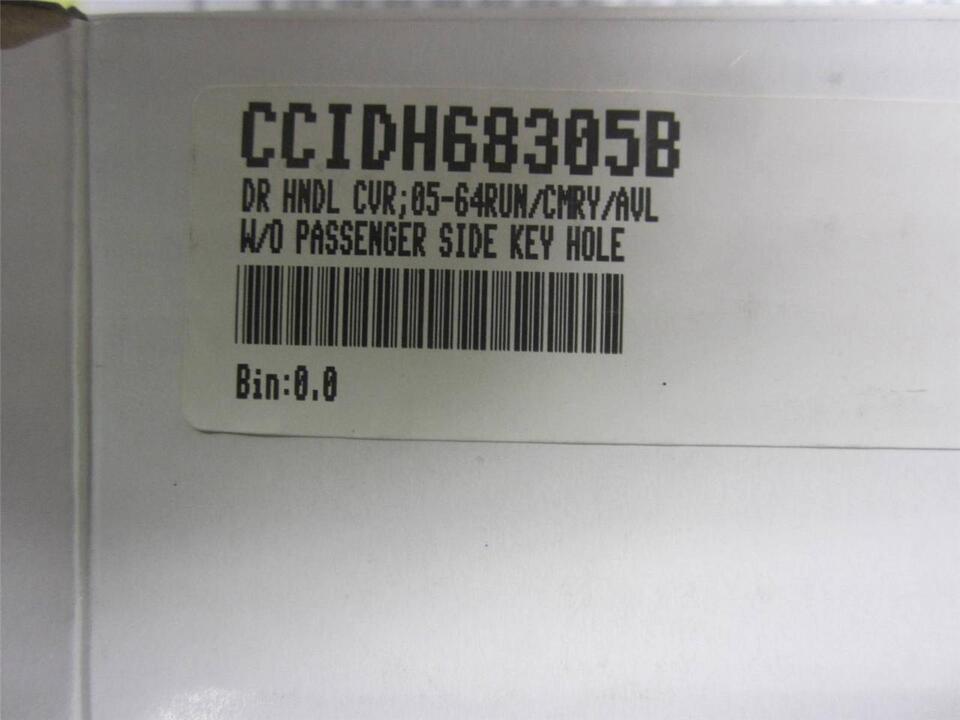 CCIDH68305B
DR HNDL CVR;05-64RUN/CMRY/AVL
W/O PASSENGER SIDE KEY HOLE
Bin:0.0